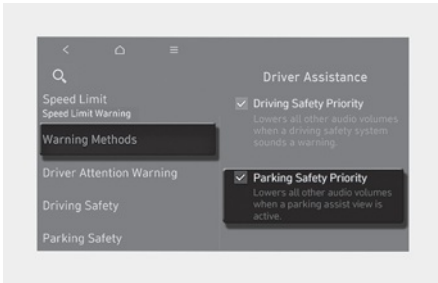 Driver Assistance
Speed Limit
Speed Limit Warning
Warning Methods
Driver Attention Warning
Driving Safety
Parking Safety
Driving Safety Priority
Lowers all other audio volumes
when a driving safety system
sounds a warning.
Parking Safety Priority
Lowers all other audio volumes
when a parking assist view is
active.